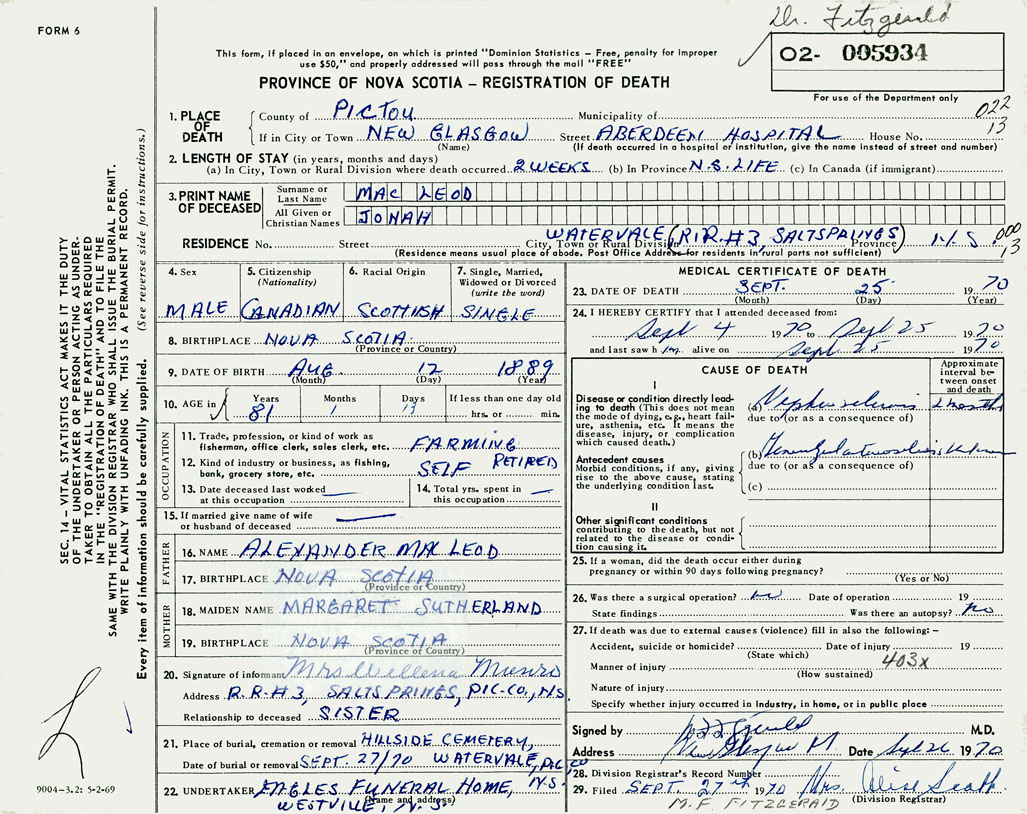 FORM 6
Dr. Fitzgerald
This form, if placed in an envelope, on which is printed "Dominion Statistics – Free, penalty for improper
use $50," and properly addressed will pass through the mail "FREE"
O2- 005934
For use of the Department only
PROVINCE OF NOVA SCOTIA – REGISTRATION OF DEATH
022
13
1. PLACE OF DEATH
County of PICTOU Municipality of
If in City or Town NEW GLASGOW Street ABERDEEN HOSPITAL House No.
(Name) (If death occurred in a hospital or institution, give the name instead of street and number)
2. LENGTH OF STAY (in years, months and days)
(a) In City, Town or Rural Division where death occurred 2 WEEKS (b) In Province N.S. LIFE (c) In Canada (if immigrant)
3. PRINT NAME OF DECEASED
Surname or Last Name MAC LEOD
All Given or Christian Names JONAH
WATERVALE (R.R.#3, SALTSPRINGS) N.S. 000
13
RESIDENCE No. Street City, Town or Rural Division Province
(Residence means usual place of abode. Post Office Address for residents in rural parts not sufficient)
4. Sex
MALE
5. Citizenship
(Nationality)
CANADIAN
6. Racial Origin
SCOTTISH
7. Single, Married,
Widowed or Divorced
(write the word)
SINGLE
8. BIRTHPLACE NOVA SCOTIA
(Province or Country)
9. DATE OF BIRTH AUG. 12 1889
(Month) (Day) (Year)
10. AGE in
Years Months Days If less than one day old
81 1 13 hrs. or min.
OCCUPATION
11. Trade, profession, or kind of work as
fisherman, office clerk, sales clerk, etc. FARMING
12. Kind of industry or business, as fishing,
bank, grocery store, etc. SELF RETIRED
13. Date deceased last worked
at this occupation
14. Total yrs. spent in
this occupation
15. If married give name of wife
or husband of deceased
FATHER
16. NAME ALEXANDER MAC LEOD
17. BIRTHPLACE NOVA SCOTIA
(Province or Country)
MOTHER
18. MAIDEN NAME MARGARET SUTHERLAND
19. BIRTHPLACE NOVA SCOTIA
(Province or Country)
20. Signature of informant Mrs Willena Munro
Address R.R.#3, SALTSPRINGS, PIC-CO., N.S.
Relationship to deceased SISTER
21. Place of burial, cremation or removal HILLSIDE CEMETERY,
Date of burial or removal SEPT. 27/70 WATERVALE, PIC. CO
22. UNDERTAKER EAGLES FUNERAL HOME, N.S.
WESTVILLE, N.S.
(Name and address)
MEDICAL CERTIFICATE OF DEATH
23. DATE OF DEATH SEPT. 25 1970
(Month) (Day) (Year)
24. I HEREBY CERTIFY that I attended deceased from:
Sept 4 1970 to Sept 25 1970
and last saw him alive on Sept 25 1970
CAUSE OF DEATH
Approximate interval between onset and death
I
Disease or condition directly leading
to death (This does not mean
the mode of dying, e.g., heart failure,
asthenia, etc. It means the
disease, injury, or complication
which caused death.)
(a) Nephrosclerosis
due to (or as a consequence of)
Antecedent causes
Morbid conditions, if any, giving
rise to the above cause, stating
the underlying condition last.
(b)
due to (or as a consequence of)
(c)
II
Other significant conditions
contributing to the death, but not
related to the disease or condition
causing it.
25. If a woman, did the death occur either during
pregnancy or within 90 days following pregnancy?
(Yes or No)
26. Was there a surgical operation? no Date of operation 19
State findings Was there an autopsy? no
27. If death was due to external causes (violence) fill in also the following: –
Accident, suicide or homicide? Date of injury 19
(State which)
403x
Manner of injury
(How sustained)
Nature of injury
Specify whether injury occurred in industry, in home, or in public place
Signed by M.D.
Address New Glasgow Date Sept 26 1970
28. Division Registrar's Record Number
29. Filed SEPT. 27th 1970 Mrs.
M.F. FITZGERALD
(Division Registrar)
SEC. 14 – VITAL STATISTICS ACT MAKES IT THE DUTY
OF THE UNDERTAKER OR PERSON ACTING AS UNDERTAKER
TO OBTAIN ALL THE PARTICULARS REQUIRED
IN THE "REGISTRATION OF DEATH" AND TO FILE THE
SAME WITH THE DIVISION REGISTRAR WHO SHALL ISSUE THE BURIAL PERMIT.
WRITE PLAINLY WITH UNFADING INK. THIS IS A PERMANENT RECORD.
Every item of information should be carefully supplied. (See reverse side for instructions.)
9004–3.2: 5-2-69